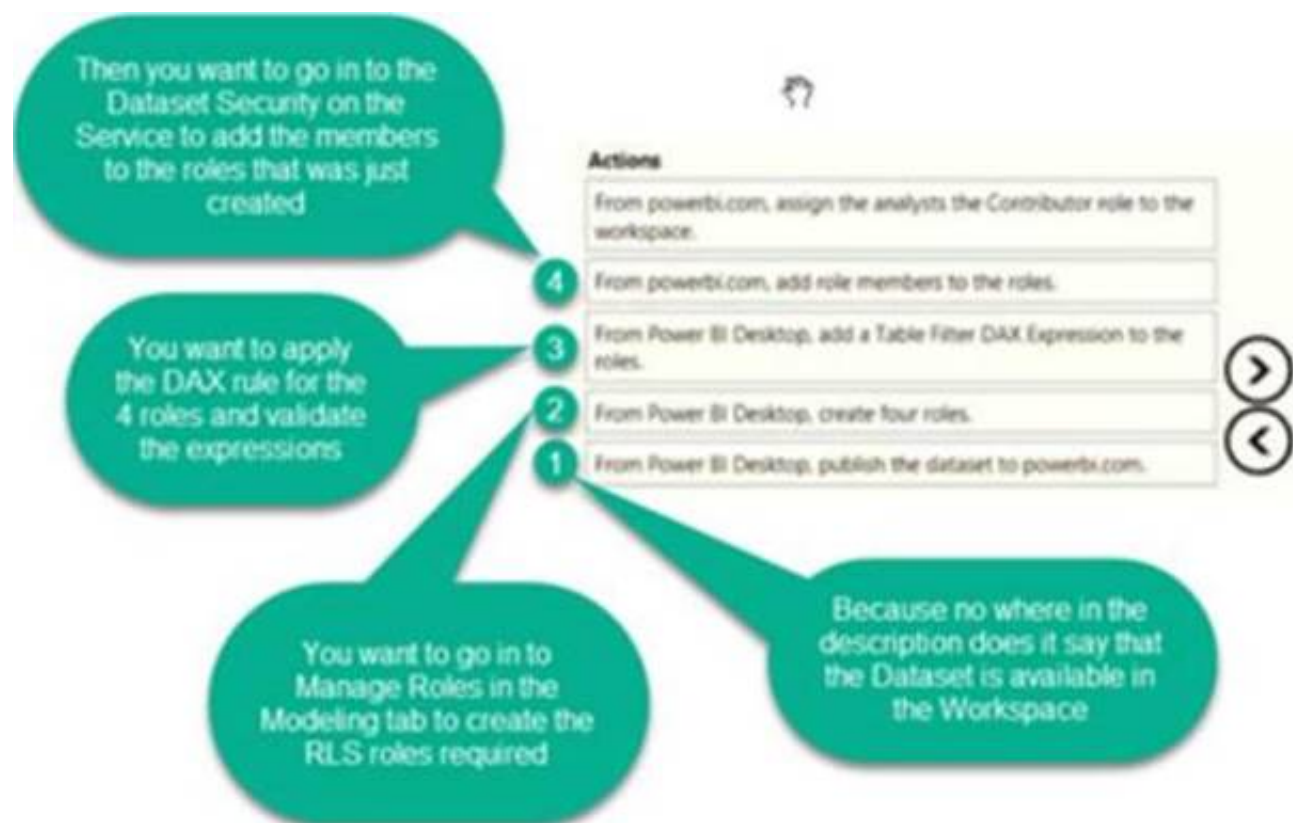 Then you want to go in to the
Dataset Security on the
Service to add the members
to the roles that was just
created
Actions
From powerbi.com, assign the analysts the Contributor role to the
workspace.
4
From powerbi.com, add role members to the roles.
You want to apply
the DAX rule for the
4 roles and validate
the expressions
3
From Power BI Desktop, add a Table Filter DAX Expression to the
roles.
2
From Power BI Desktop, create four roles.
1
From Power BI Desktop, publish the dataset to powerbi.com.
You want to go in to
Manage Roles in the
Modeling tab to create the
RLS roles required
Because no where in the
description does it say that
the Dataset is available in
the Workspace